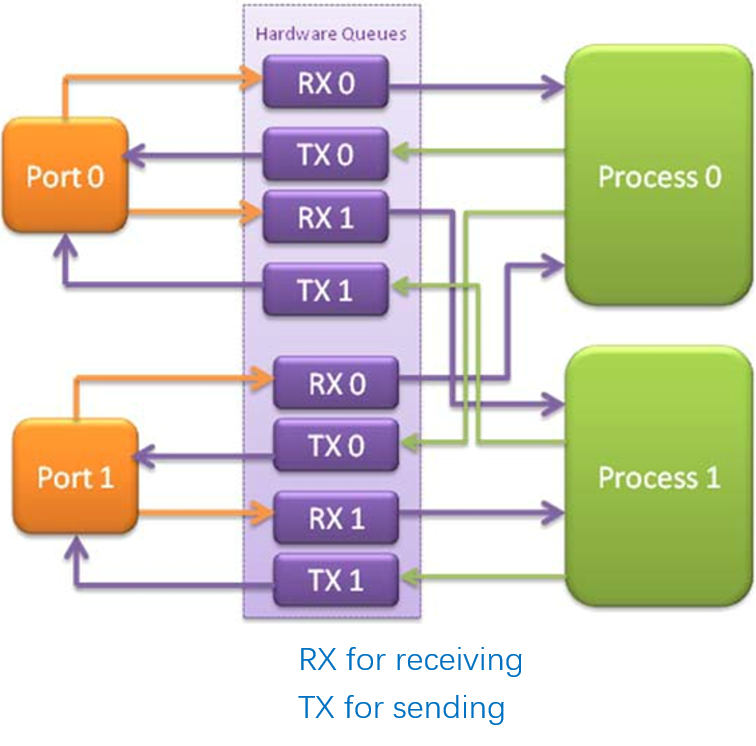 Hardware Queues
RX 0
TX 0
Port 0
RX 1
TX 1
Process 0
RX 0
TX 0
Port 1
RX 1
TX 1
Process 1
RX for receiving
TX for sending